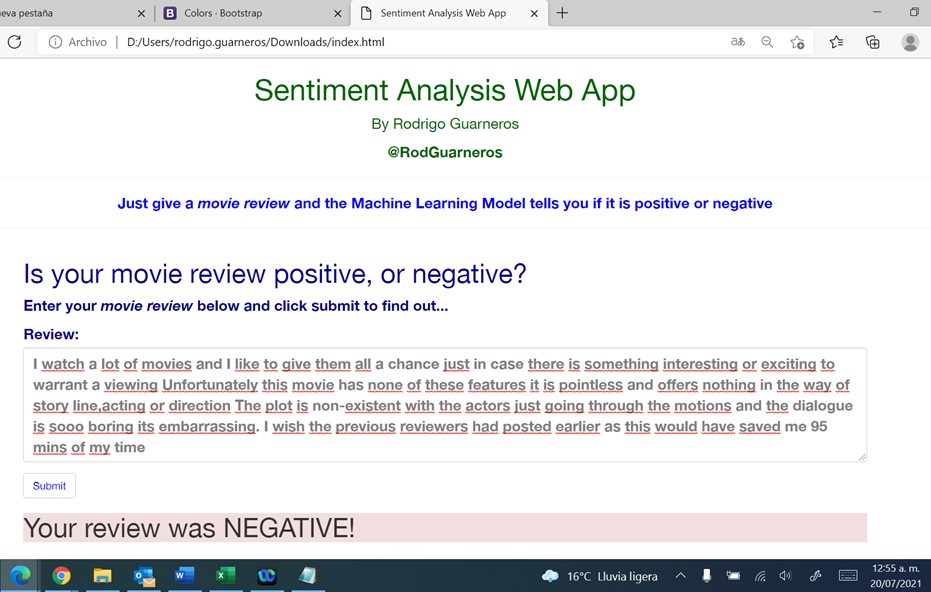 eva pestaña
Colors · Bootstrap
Sentiment Analysis Web App
Archivo
D:/Users/rodrigo.guarneros/Downloads/index.html
Sentiment Analysis Web App
By Rodrigo Guarneros
@RodGuarneros
Just give a movie review and the Machine Learning Model tells you if it is positive or negative
Is your movie review positive, or negative?
Enter your movie review below and click submit to find out...
Review:
I watch a lot of movies and I like to give them all a chance just in case there is something interesting or exciting to
warrant a viewing Unfortunately this movie has none of these features it is pointless and offers nothing in the way of
story line,acting or direction The plot is non-existent with the actors just going through the motions and the dialogue
is sooo boring its embarrassing. I wish the previous reviewers had posted earlier as this would have saved me 95
mins of my time
Submit
Your review was NEGATIVE!
16°C Lluvia ligera
12:55 a. m.
20/07/2021